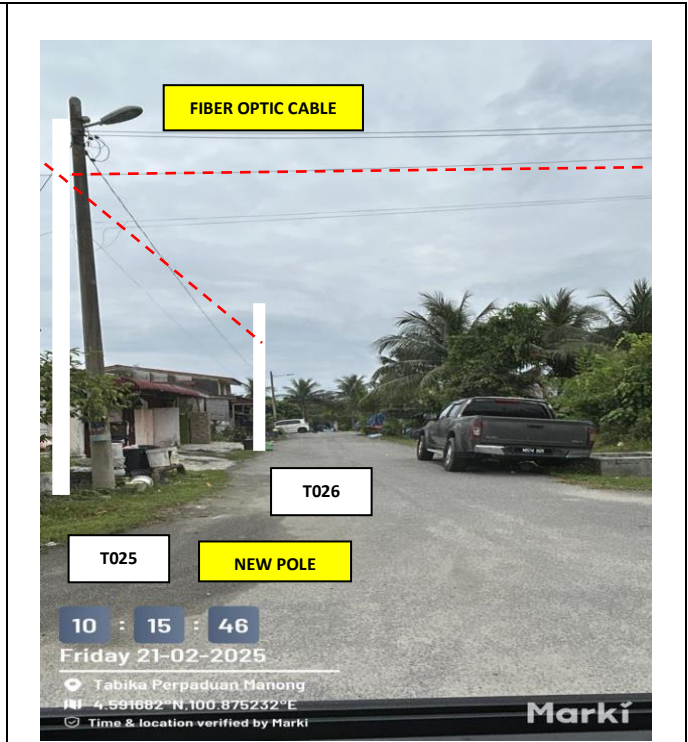 FIBER OPTIC CABLE
T026
T025
NEW POLE
10 : 15 : 46
Friday 21-02-2025
Tabika Perpaduan Manong
4.591682°N,100.875232°E
Time & location verified by Marki
Marki